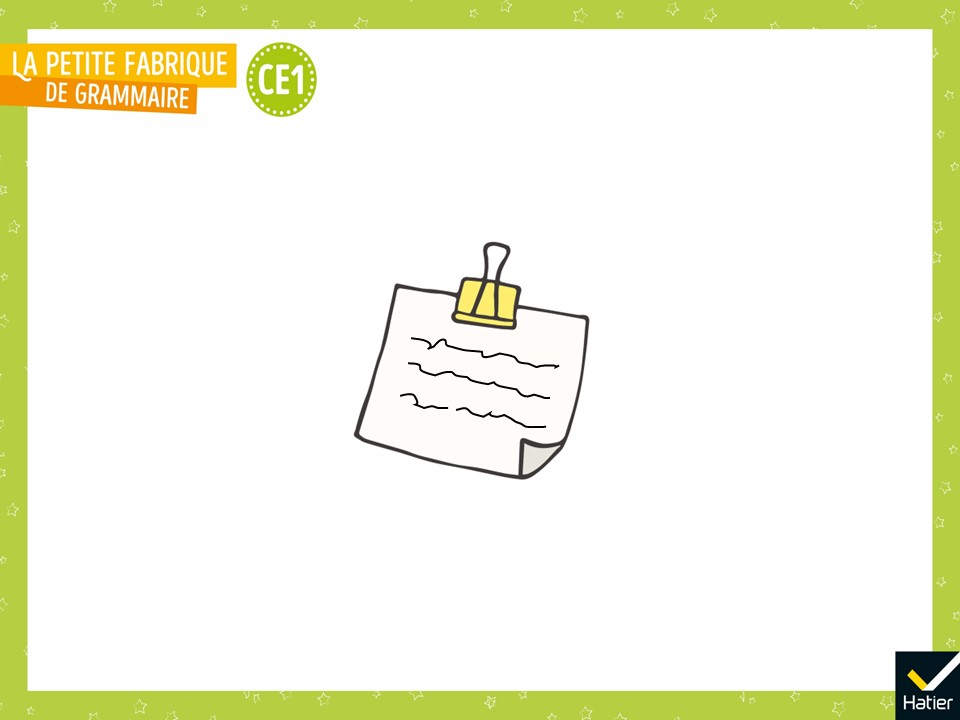 LA PETITE FABRIQUE
DE GRAMMAIRE
CE1
Hatier